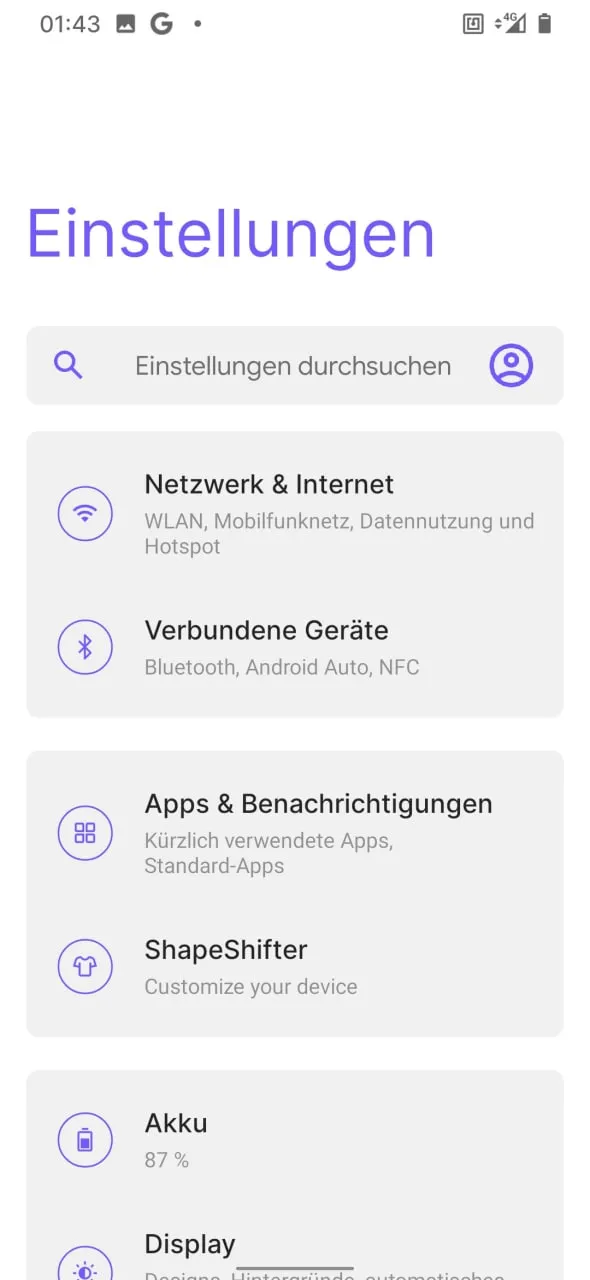 01:43
4G
Einstellungen
Einstellungen durchsuchen
Netzwerk & Internet
WLAN, Mobilfunknetz, Datennutzung und
Hotspot
Verbundene Geräte
Bluetooth, Android Auto, NFC
Apps & Benachrichtigungen
Kürzlich verwendete Apps,
Standard-Apps
ShapeShifter
Customize your device
Akku
87 %
Display
Designs, Hintergründe, automatisches